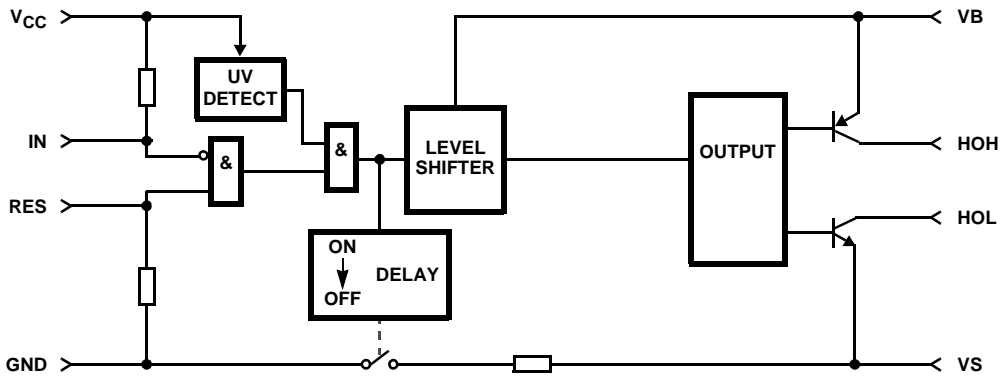 VCC
VB
UV
DETECT
IN
&
&
LEVEL
SHIFTER
OUTPUT
HOH
RES
HOL
ON
OFF
DELAY
GND
VS